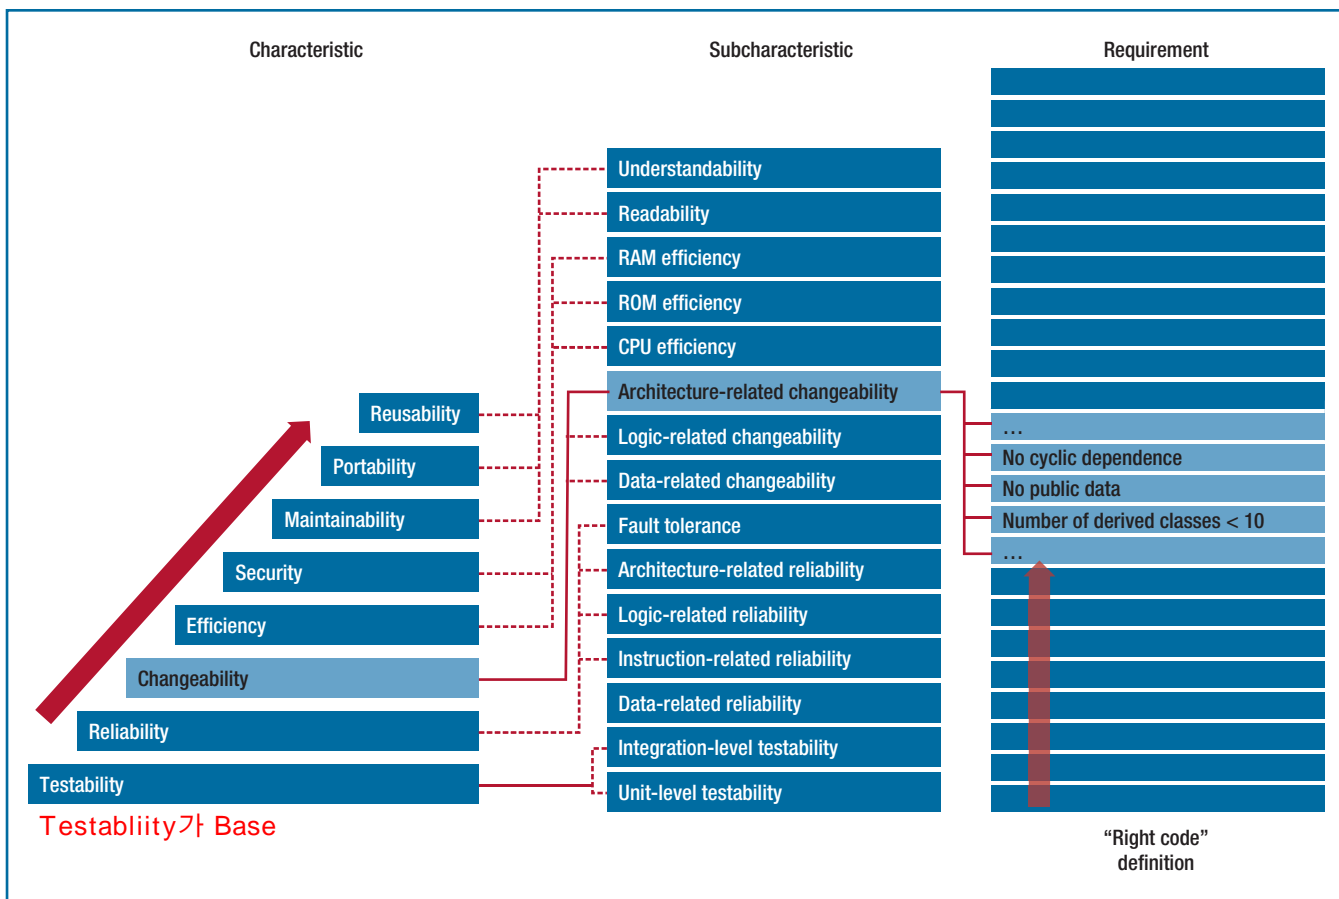 Characteristic
Subcharacteristic
Requirement
Reusability
Portability
Maintainability
Security
Efficiency
Changeability
Reliability
Testability
Testabliity가 Base
Understandability
Readability
RAM efficiency
ROM efficiency
CPU efficiency
Architecture-related changeability
Logic-related changeability
Data-related changeability
Fault tolerance
Architecture-related reliability
Logic-related reliability
Instruction-related reliability
Data-related reliability
Integration-level testability
Unit-level testability
…
No cyclic dependence
No public data
Number of derived classes < 10
…
“Right code”
definition